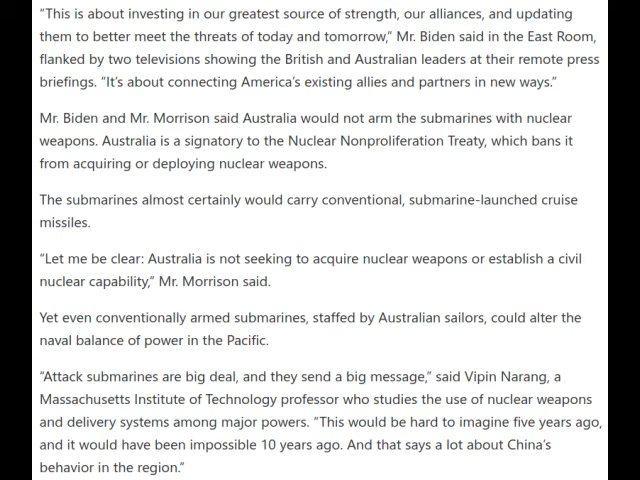 “This is about investing in our greatest source of strength, our alliances, and updating
them to better meet the threats of today and tomorrow,” Mr. Biden said in the East Room,
flanked by two televisions showing the British and Australian leaders at their remote press
briefings. “It’s about connecting America’s existing allies and partners in new ways.”
Mr. Biden and Mr. Morrison said Australia would not arm the submarines with nuclear
weapons. Australia is a signatory to the Nuclear Nonproliferation Treaty, which bans it
from acquiring or deploying nuclear weapons.
The submarines almost certainly would carry conventional, submarine-launched cruise
missiles.
“Let me be clear: Australia is not seeking to acquire nuclear weapons or establish a civil
nuclear capability,” Mr. Morrison said.
Yet even conventionally armed submarines, staffed by Australian sailors, could alter the
naval balance of power in the Pacific.
“Attack submarines are big deal, and they send a big message,” said Vipin Narang, a
Massachusetts Institute of Technology professor who studies the use of nuclear weapons
and delivery systems among major powers. “This would be hard to imagine five years ago,
and it would have been impossible 10 years ago. And that says a lot about China’s
behavior in the region.”